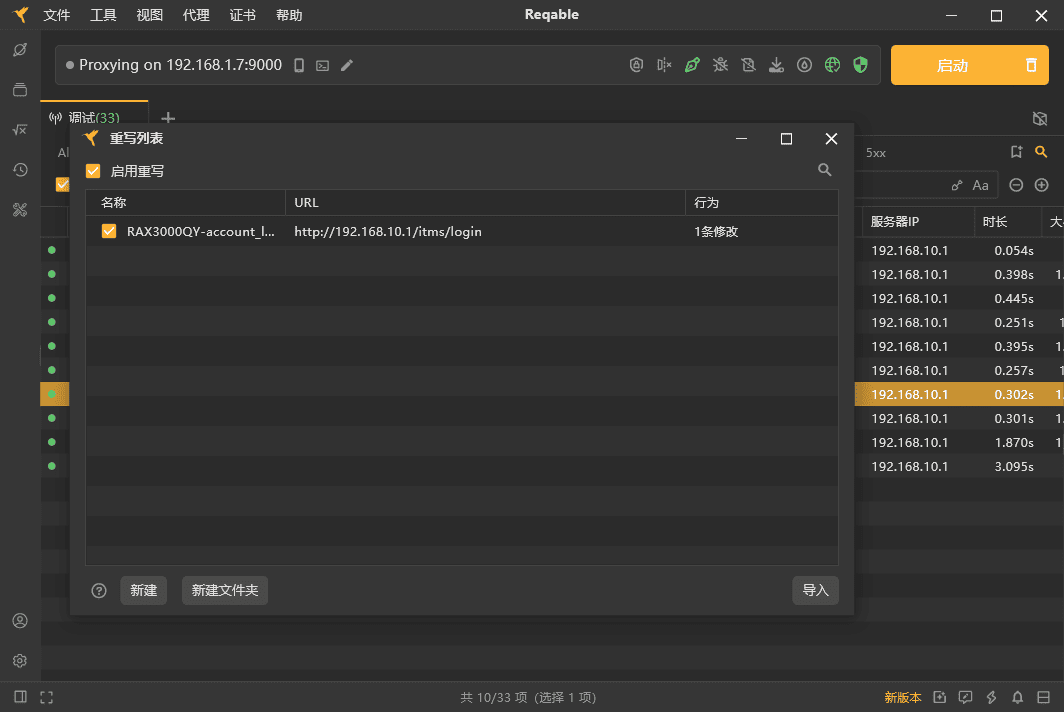 文件 工具 视图 代理 证书 帮助 Reqable
Proxying on 192.168.1.7:9000 启动
调试(33)
重写列表
Al 启用重写 5xx
Aa
名称 URL 行为 服务器IP 时长 大
RAX3000QY-account_l... http://192.168.10.1/itms/login 1条修改
192.168.10.1 0.054s
192.168.10.1 0.398s 1.
192.168.10.1 0.445s
192.168.10.1 0.251s 1
192.168.10.1 0.395s 1.
192.168.10.1 0.257s 1
192.168.10.1 0.302s 1.
192.168.10.1 0.301s 1.
192.168.10.1 1.870s 1
192.168.10.1 3.095s
新建 新建文件夹 导入
共 10/33 项 (选择 1 项) 新版本